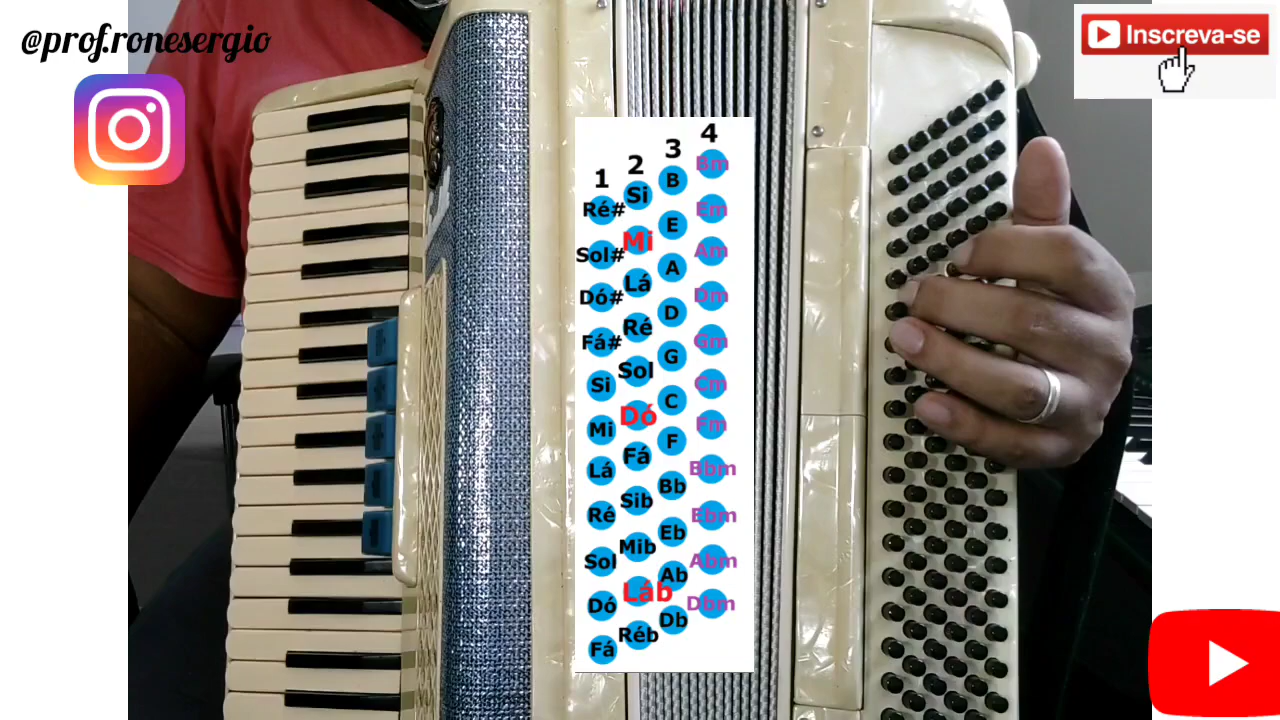 @prof.ronesergio
Inscreva-se
1 2 3 4
Ré# Si B Bm
Sol# Mi E Em
Dó# Lá A Am
Fá# Ré D Dm
Si Sol G Gm
Mi Dó C Cm
Lá Fá F Fm
Ré Sib Bb Bbm
Sol Mib Eb Ebm
Dó Láb Ab Abm
Fá Réb Db Dbm